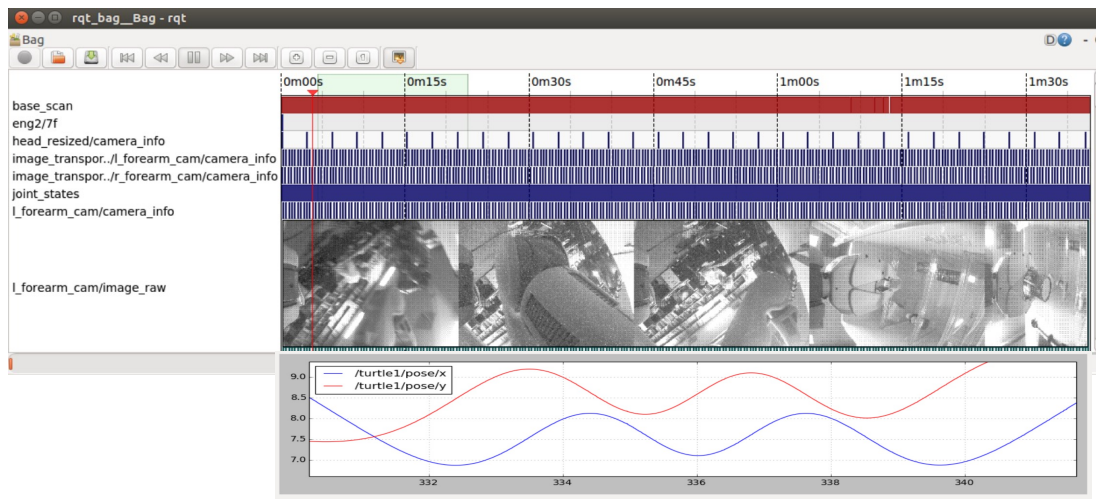 rqt_bag__Bag - rqt
Bag
D
0m00s 0m15s 0m30s 0m45s 1m00s 1m15s 1m30s
base_scan
eng2/7f
head_resized/camera_info
image_transpor../l_forearm_cam/camera_info
image_transpor../r_forearm_cam/camera_info
joint_states
l_forearm_cam/camera_info
l_forearm_cam/image_raw
/turtle1/pose/x
/turtle1/pose/y
9.0
8.5
8.0
7.5
7.0
332 334 336 338 340